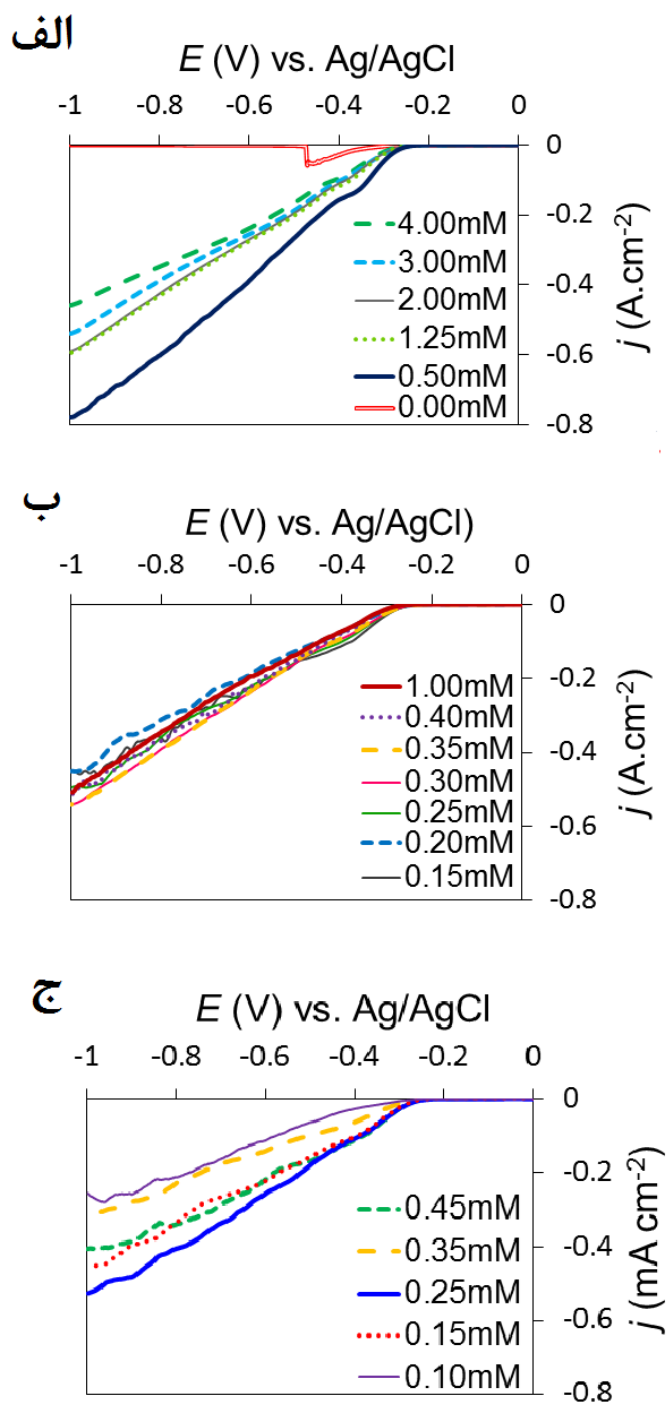 الف
E (V) vs. Ag/AgCl
-1 -0.8 -0.6 -0.4 -0.2 0
0
-0.2
-0.4
-0.6
-0.8
j (A.cm-2)
4.00mM
3.00mM
2.00mM
1.25mM
0.50mM
0.00mM
ب
E (V) vs. Ag/AgCl)
-1 -0.8 -0.6 -0.4 -0.2 0
0
-0.2
-0.4
-0.6
-0.8
j (A.cm-2)
1.00mM
0.40mM
0.35mM
0.30mM
0.25mM
0.20mM
0.15mM
ج
E (V) vs. Ag/AgCl
-1 -0.8 -0.6 -0.4 -0.2 0
0
-0.2
-0.4
-0.6
-0.8
j (mA cm-2)
0.45mM
0.35mM
0.25mM
0.15mM
0.10mM